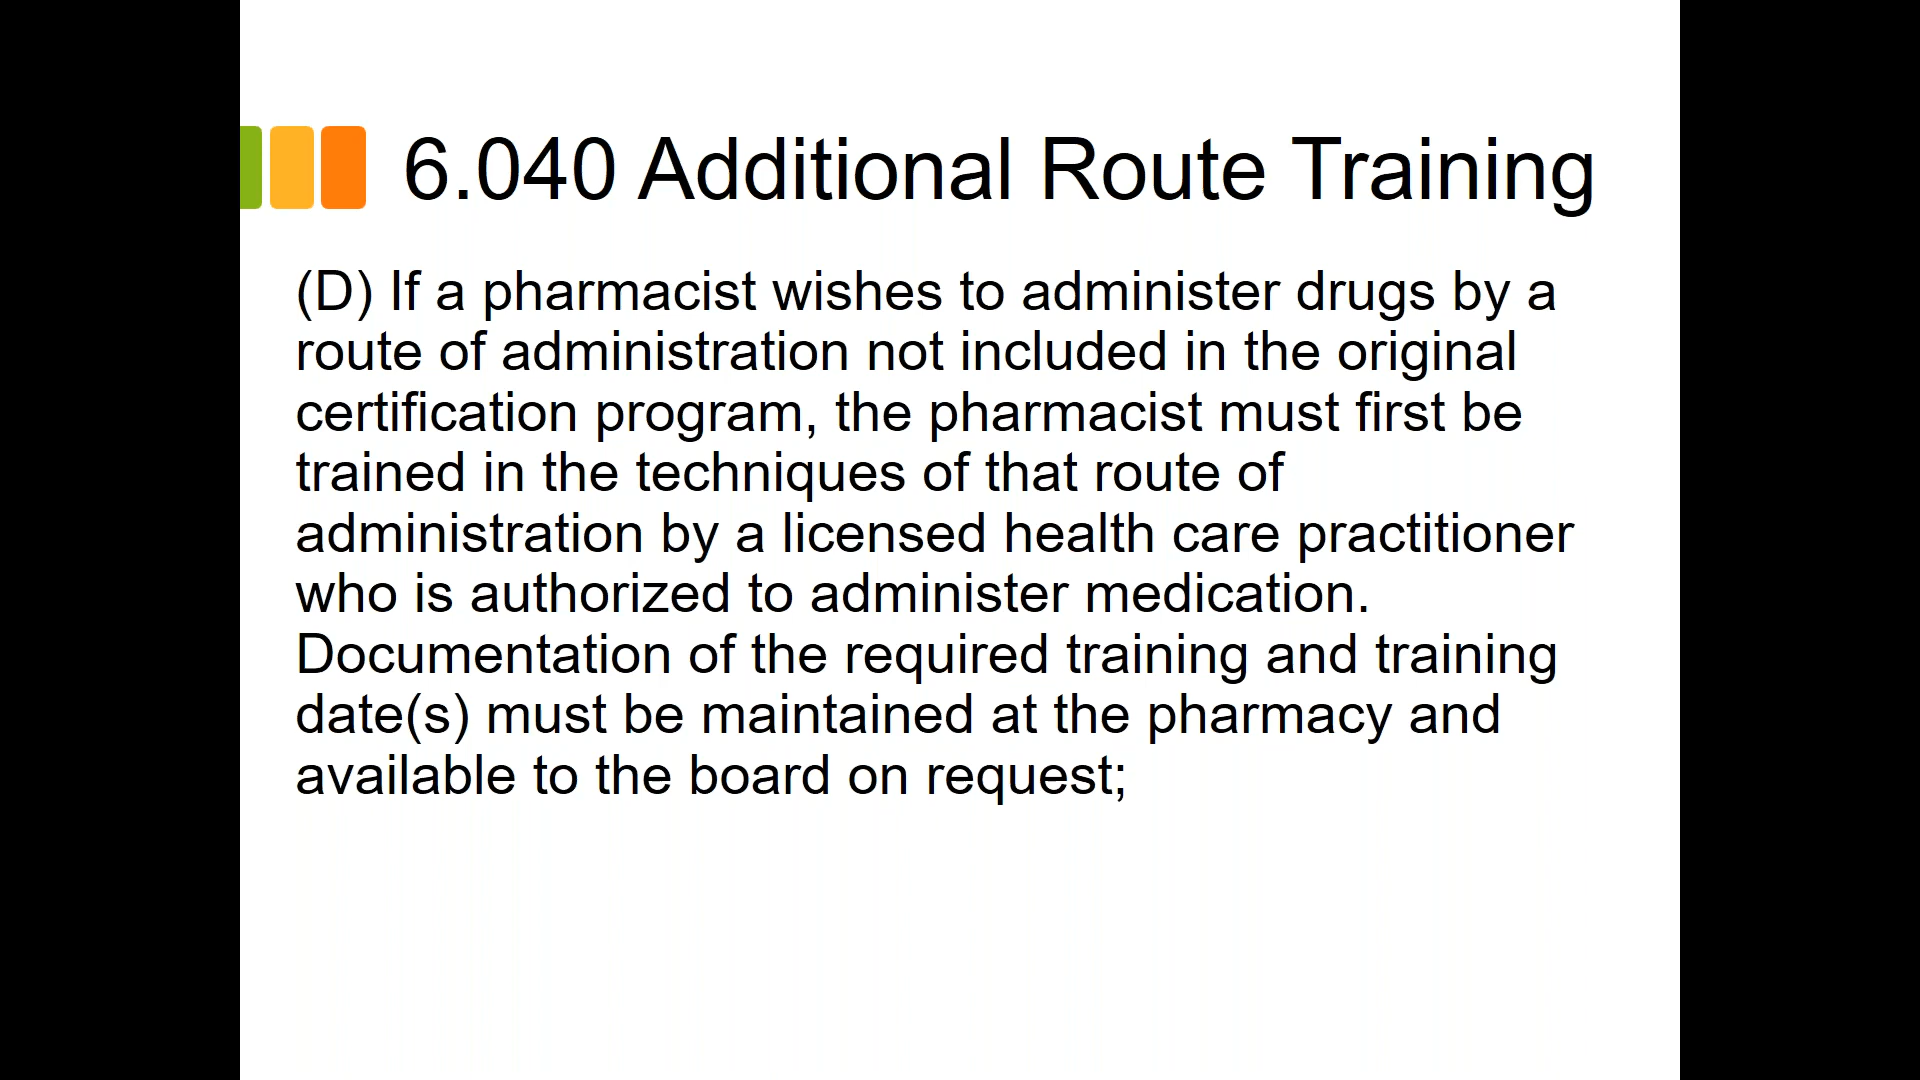 6.040 Additional Route Training
(D) If a pharmacist wishes to administer drugs by a
route of administration not included in the original
certification program, the pharmacist must first be
trained in the techniques of that route of
administration by a licensed health care practitioner
who is authorized to administer medication.
Documentation of the required training and training
date(s) must be maintained at the pharmacy and
available to the board on request;